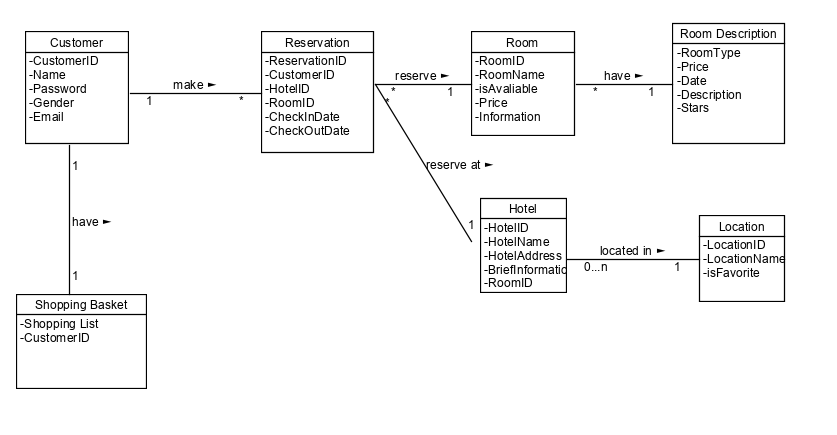 Customer
-CustomerID
-Name
-Password
-Gender
-Email
make ►
1
*
Reservation
-ReservationID
-CustomerID
-HotelID
-RoomID
-CheckInDate
-CheckOutDate
reserve ►
*
1
Room
-RoomID
-RoomName
-isAvaliable
-Price
-Information
have ►
*
1
Room Description
-RoomType
-Price
-Date
-Description
-Stars
*
reserve at ►
1
1
have ►
1
Hotel
-HotelID
-HotelName
-HotelAddress
-BriefInformatic
-RoomID
located in ►
0...n
1
Location
-LocationID
-LocationName
-isFavorite
Shopping Basket
-Shopping List
-CustomerID